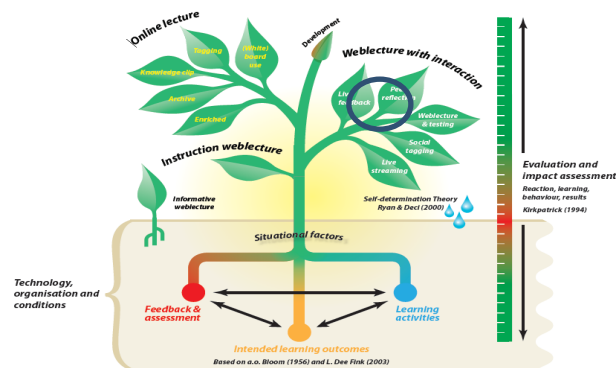 Online lecture
Development
Tagging
(White)
board
use
Weblecture with interaction
Knowledge clip
Live
feedback
Peer
Archive
Enriched
Weblecture
& testing
Social
tagging
Live
streaming
Instruction weblecture
Evaluation and
impact assessment
Reaction, learning,
behaviour, results
Kirkpatrick (1994)
Informative
weblecture
Self-determination Theory
Ryan & Deci (2000)
Situational factors
Technology,
organisation and
conditions
Feedback &
assessment
Learning
activities
Intended learning outcomes
Based on a.o. Bloom (1956) and L. Dee Fink (2003)